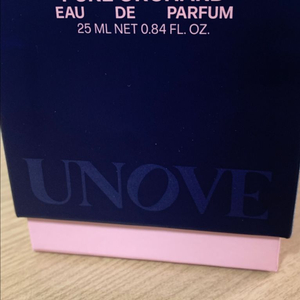 EAU DE PARFUM
25 ML NET 0.84 FL. OZ.
UNOVE